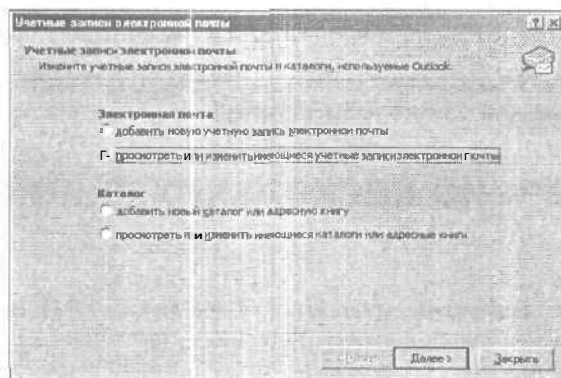 Учетные записи электронной почты
Учетные записи электронной почты
Измените учетные записи электронной почты и каталоги, используемые Outlook.
Электронная почта
добавить новую учетную запись электронной почты
просмотреть или изменить имеющиеся учетные записи электронной почты
Каталог
добавить новый каталог или адресную книгу
просмотреть или изменить имеющиеся каталоги или адресные книги
Далее >
Закрыть